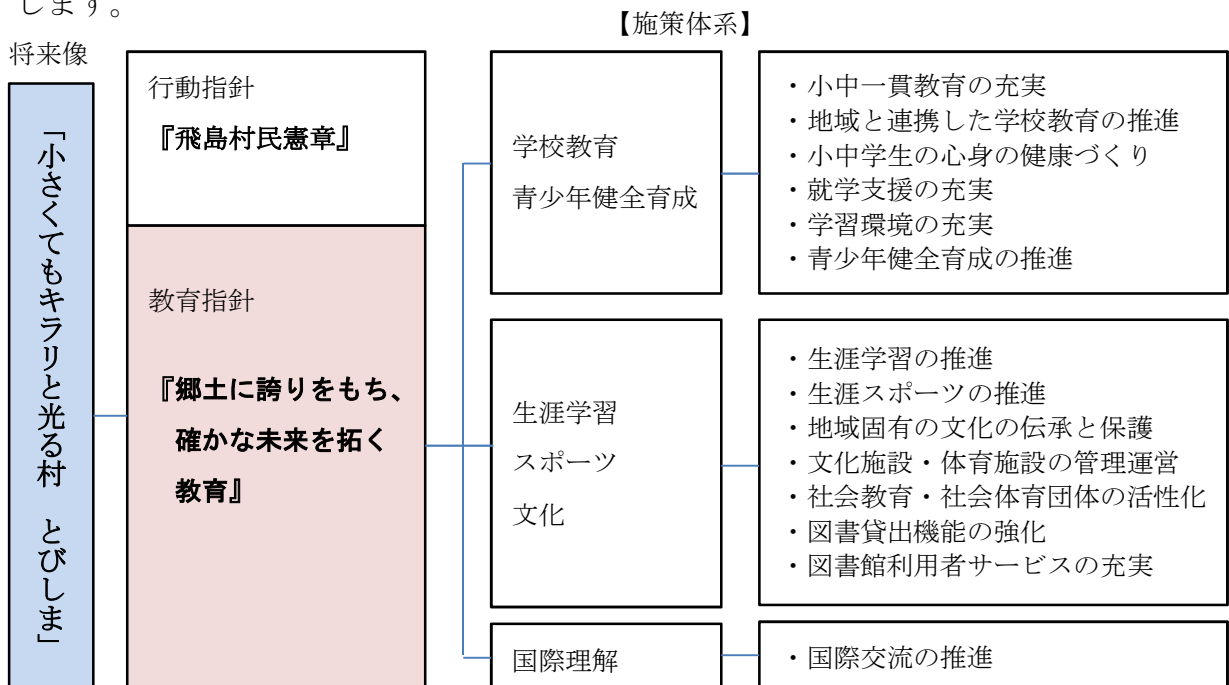 します。
【施策体系】
将来像
「小さくてもキラリと光る村　とびしま」
行動指針
『飛島村民憲章』
教育指針
『郷土に誇りをもち、
確かな未来を拓く
教育』
学校教育
青少年健全育成
・小中一貫教育の充実
・地域と連携した学校教育の推進
・小中学生の心身の健康づくり
・就学支援の充実
・学習環境の充実
・青少年健全育成の推進
生涯学習
スポーツ
文化
・生涯学習の推進
・生涯スポーツの推進
・地域固有の文化の伝承と保護
・文化施設・体育施設の管理運営
・社会教育・社会体育団体の活性化
・図書貸出機能の強化
・図書館利用者サービスの充実
国際理解
・国際交流の推進